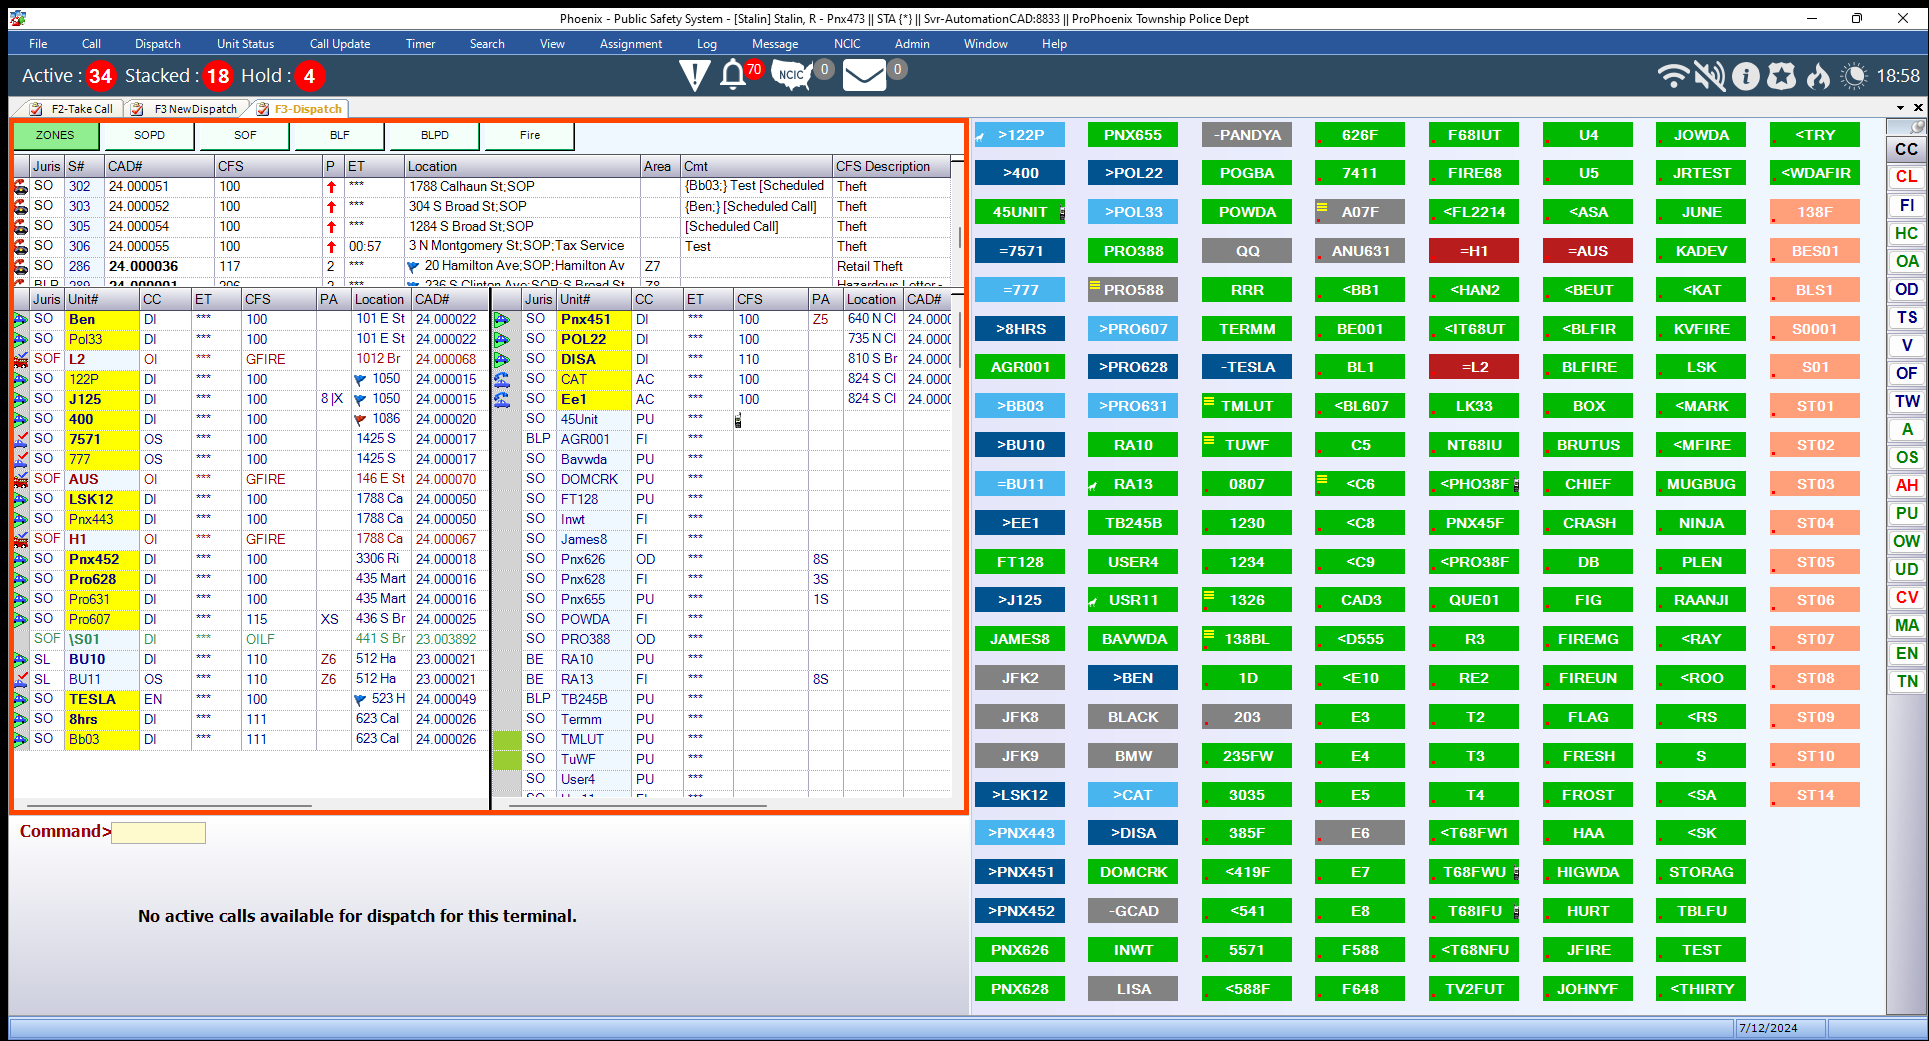 Phoenix - Public Safety System - [Stalin] Stalin, R - Pnx473 || STA {*} || Svr-AutomationCAD:8833 || ProPhoenix Township Police Dept
File Call Dispatch Unit Status Call Update Timer Search View Assignment Log Message NCIC Admin Window Help
Active : 34 Stacked : 18 Hold : 4 70 NCIC 0 0 18:58
F2-Take Call F3 NewDispatch F3-Dispatch
ZONES SOPD SOF BLF BLPD Fire
Juris S# CAD# CFS P ET Location Area Cmt CFS Description
SO 302 24.000051 100 *** 1788 Calhaun St;SOP {Bb03;} Test [Scheduled Theft
SO 303 24.000052 100 *** 304 S Broad St;SOP {Ben;} [Scheduled Call] Theft
SO 305 24.000054 100 *** 1284 S Broad St;SOP [Scheduled Call] Theft
SO 306 24.000055 100 00:57 3 N Montgomery St;SOP;Tax Service Test Theft
SO 286 24.000036 117 2 *** 20 Hamilton Ave;SOP;Hamilton Av Z7 Retail Theft
Juris Unit# CC ET CFS PA Location CAD#
SO Ben DI *** 100 101 E St 24.000022
SO Pol33 DI *** 100 101 E St 24.000022
SOF L2 OI *** GFIRE 1012 Br 24.000068
SO 122P DI *** 100 1050 24.000015
SO J125 DI *** 100 8 |X 1050 24.000015
SO 400 DI *** 100 1086 24.000020
SO 7571 OS *** 100 1425 S 24.000017
SO 777 OS *** 100 1425 S 24.000017
SOF AUS OI *** GFIRE 146 E St 24.000070
SO LSK12 DI *** 100 1788 Ca 24.000050
SO Pnx443 DI *** 100 1788 Ca 24.000050
SOF H1 OI *** GFIRE 1788 Ca 24.000067
SO Pnx452 DI *** 100 3306 Ri 24.000018
SO Pro628 DI *** 100 435 Mart 24.000016
SO Pro631 DI *** 100 435 Mart 24.000016
SO Pro607 DI *** 115 XS 436 S Br 24.000025
SOF \S01 DI *** OILF 441 S Br 23.003892
SL BU10 DI *** 110 Z6 512 Ha 23.000021
SL BU11 OS *** 110 Z6 512 Ha 23.000021
SO TESLA EN *** 100 523 H 24.000049
SO 8hrs DI *** 111 623 Cal 24.000026
SO Bb03 DI *** 111 623 Cal 24.000026
Juris Unit# CC ET CFS PA Location CAD#
SO Pnx451 DI *** 100 Z5 640 N Cl 24.000
SO POL22 DI *** 100 735 N Cl 24.000
SO DISA DI *** 110 810 S Br 24.000
SO CAT AC *** 100 824 S Cl 24.000
SO Ee1 AC *** 100 824 S Cl 24.000
SO 45Unit PU ***
BLP AGR001 FI ***
SO Bavwda PU ***
SO DOMCRK PU ***
SO FT128 PU ***
SO Inwt FI ***
SO James8 FI ***
SO Pnx626 OD *** 8S
SO Pnx628 FI *** 3S
SO Pnx655 PU *** 1S
SO POWDA FI ***
SO PRO388 OD ***
BE RA10 PU ***
BE RA13 FI *** 8S
BLP TB245B PU ***
SO Termm PU ***
SO TMLUT PU ***
SO TuWF PU ***
SO User4 PU ***
Command>
No active calls available for dispatch for this terminal.
>122P PNX655 -PANDYA 626F F68IUT U4 JOWDA <TRY
>400 >POL22 POGBA 7411 FIRE68 U5 JRTEST <WDAFIR
45UNIT >POL33 POWDA A07F <FL2214 <ASA JUNE 138F
=7571 PRO388 QQ ANU631 =H1 =AUS KADEV BES01
=777 PRO588 RRR <BB1 <HAN2 <BEUT <KAT BLS1
>8HRS >PRO607 TERMM BE001 <IT68UT <BLFIR KVFIRE S0001
AGR001 >PRO628 -TESLA BL1 =L2 BLFIRE LSK S01
>BB03 >PRO631 TMLUT <BL607 LK33 BOX <MARK ST01
>BU10 RA10 TUWF C5 NT68IU BRUTUS <MFIRE ST02
=BU11 RA13 0807 <C6 <PHO38F CHIEF MUGBUG ST03
>EE1 TB245B 1230 <C8 PNX45F CRASH NINJA ST04
FT128 USER4 1234 <C9 <PRO38F DB PLEN ST05
>J125 USR11 1326 CAD3 QUE01 FIG RAANJI ST06
JAMES8 BAVWDA 138BL <D555 R3 FIREMG <RAY ST07
JFK2 >BEN 1D <E10 RE2 FIREUN <ROO ST08
JFK8 BLACK 203 E3 T2 FLAG <RS ST09
JFK9 BMW 235FW E4 T3 FRESH S ST10
>LSK12 >CAT 3035 E5 T4 FROST <SA ST14
>PNX443 >DISA 385F E6 <T68FW1 HAA <SK
>PNX451 DOMCRK <419F E7 T68FWU HIGWDA STORAG
>PNX452 -GCAD <541 E8 T68IFU HURT TBLFU
PNX626 INWT 5571 F588 <T68NFU JFIRE TEST
PNX628 LISA <588F F648 TV2FUT JOHNYF <THIRTY
CC
CL
FI
HC
OA
OD
TS
V
OF
TW
A
OS
AH
PU
OW
UD
CV
MA
EN
TN
7/12/2024